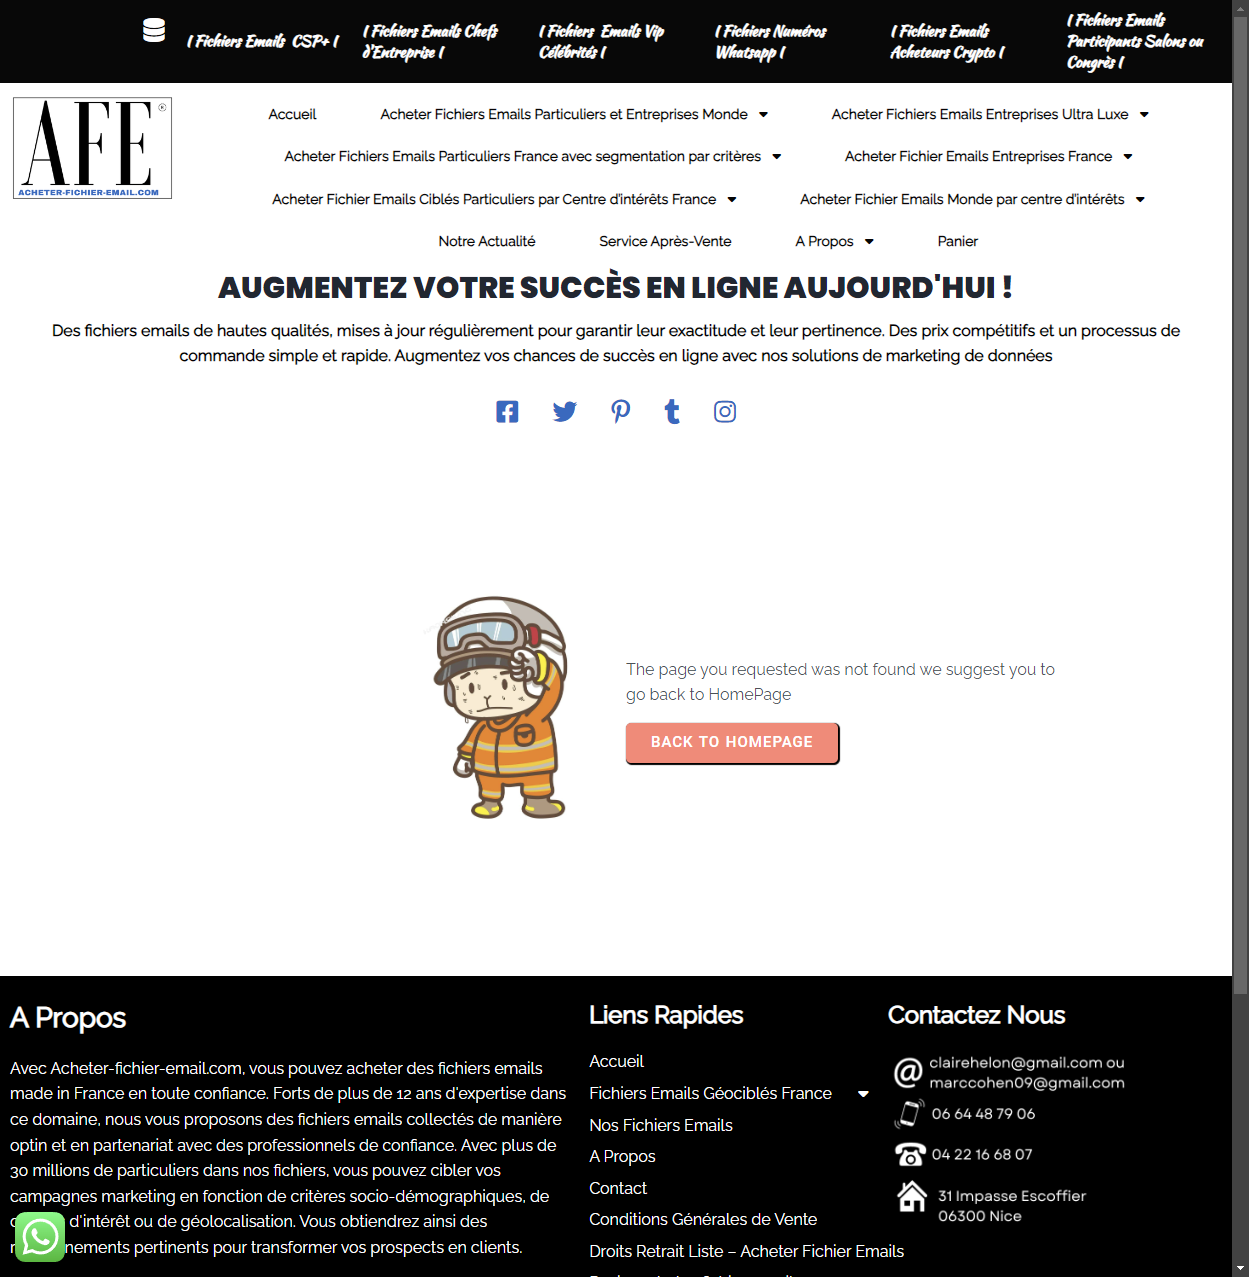 | Fichiers Emails  CSP+ |
| Fichiers Emails Chefs
d'Entreprise |
| Fichiers  Emails Vip
Célébrités |
| Fichiers Numéros
Whatsapp |
| Fichiers Emails
Acheteurs Crypto |
| Fichiers Emails
Participants Salons ou
Congrès |
AFE ®
ACHETER-FICHIER-EMAIL.COM
Accueil
Acheter Fichiers Emails Particuliers et Entreprises Monde
Acheter Fichiers Emails Entreprises Ultra Luxe
Acheter Fichiers Emails Particuliers France avec segmentation par critères
Acheter Fichier Emails Entreprises France
Acheter Fichier Emails Ciblés Particuliers par Centre d'intérêts France
Acheter Fichier Emails Monde par centre d'intérêts
Notre Actualité
Service Après-Vente
A Propos
Panier
AUGMENTEZ VOTRE SUCCÈS EN LIGNE AUJOURD'HUI !
Des fichiers emails de hautes qualités, mises à jour régulièrement pour garantir leur exactitude et leur pertinence. Des prix compétitifs et un processus de
commande simple et rapide. Augmentez vos chances de succès en ligne avec nos solutions de marketing de données
The page you requested was not found we suggest you to
go back to HomePage
BACK TO HOMEPAGE
A Propos
Avec Acheter-fichier-email.com, vous pouvez acheter des fichiers emails
made in France en toute confiance. Forts de plus de 12 ans d'expertise dans
ce domaine, nous vous proposons des fichiers emails collectés de manière
optin et en partenariat avec des professionnels de confiance. Avec plus de
30 millions de particuliers dans nos fichiers, vous pouvez cibler vos
campagnes marketing en fonction de critères socio-démographiques, de
d'intérêt ou de géolocalisation. Vous obtiendrez ainsi des
nements pertinents pour transformer vos prospects en clients.
Liens Rapides
Accueil
Fichiers Emails Géociblés France
Nos Fichiers Emails
A Propos
Contact
Conditions Générales de Vente
Droits Retrait Liste – Acheter Fichier Emails
Contactez Nous
clairehelon@gmail.com ou
marccohen09@gmail.com
06 64 48 79 06
04 22 16 68 07
31 Impasse Escoffier
06300 Nice